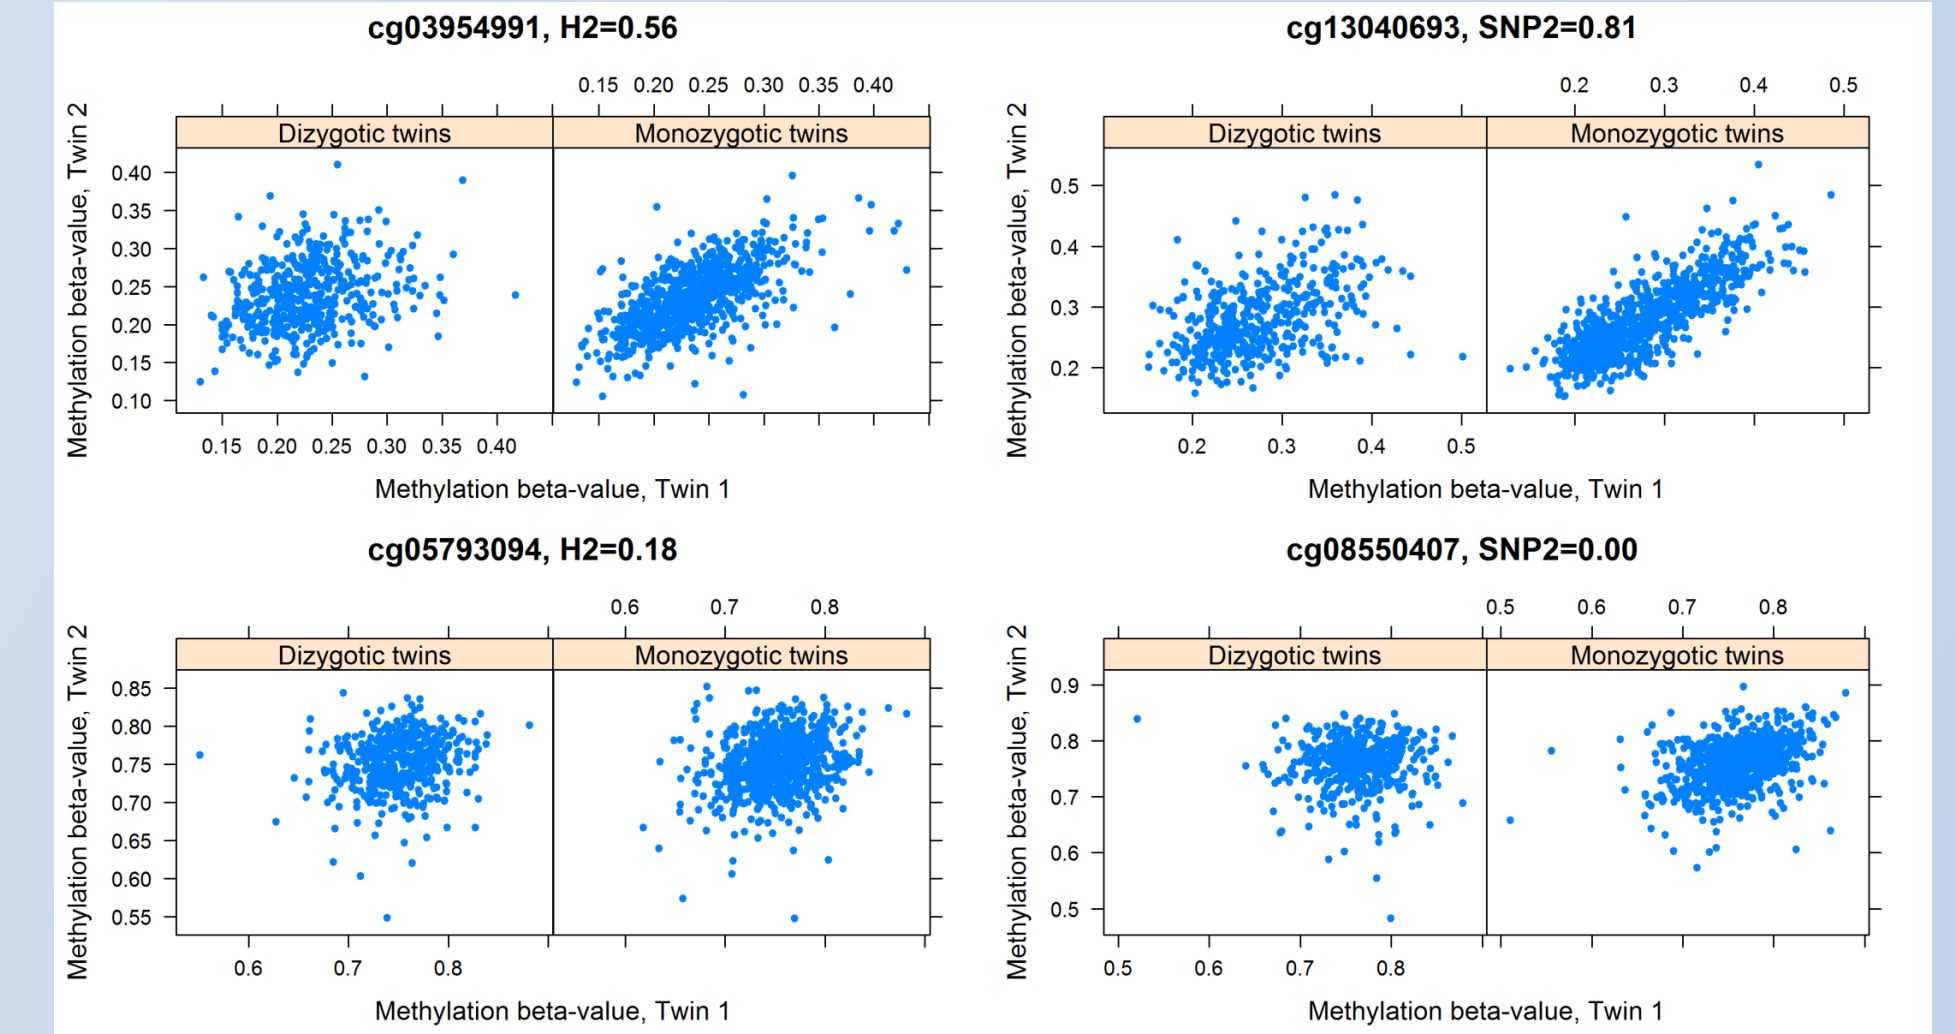 cg03954991, H2=0.56
0.15 0.20 0.25 0.30 0.35 0.40
Dizygotic twins
Monozygotic twins
Methylation beta-value, Twin 2
0.40
0.35
0.30
0.25
0.20
0.15
0.10
0.15 0.20 0.25 0.30 0.35 0.40
Methylation beta-value, Twin 1
cg13040693, SNP2=0.81
0.2 0.3 0.4 0.5
Dizygotic twins
Monozygotic twins
Methylation beta-value, Twin 2
0.5
0.4
0.3
0.2
0.2 0.3 0.4 0.5
Methylation beta-value, Twin 1
cg05793094, H2=0.18
0.6 0.7 0.8
Dizygotic twins
Monozygotic twins
Methylation beta-value, Twin 2
0.85
0.80
0.75
0.70
0.65
0.60
0.55
0.6 0.7 0.8
Methylation beta-value, Twin 1
cg08550407, SNP2=0.00
0.5 0.6 0.7 0.8
Dizygotic twins
Monozygotic twins
Methylation beta-value, Twin 2
0.9
0.8
0.7
0.6
0.5
0.5 0.6 0.7 0.8
Methylation beta-value, Twin 1